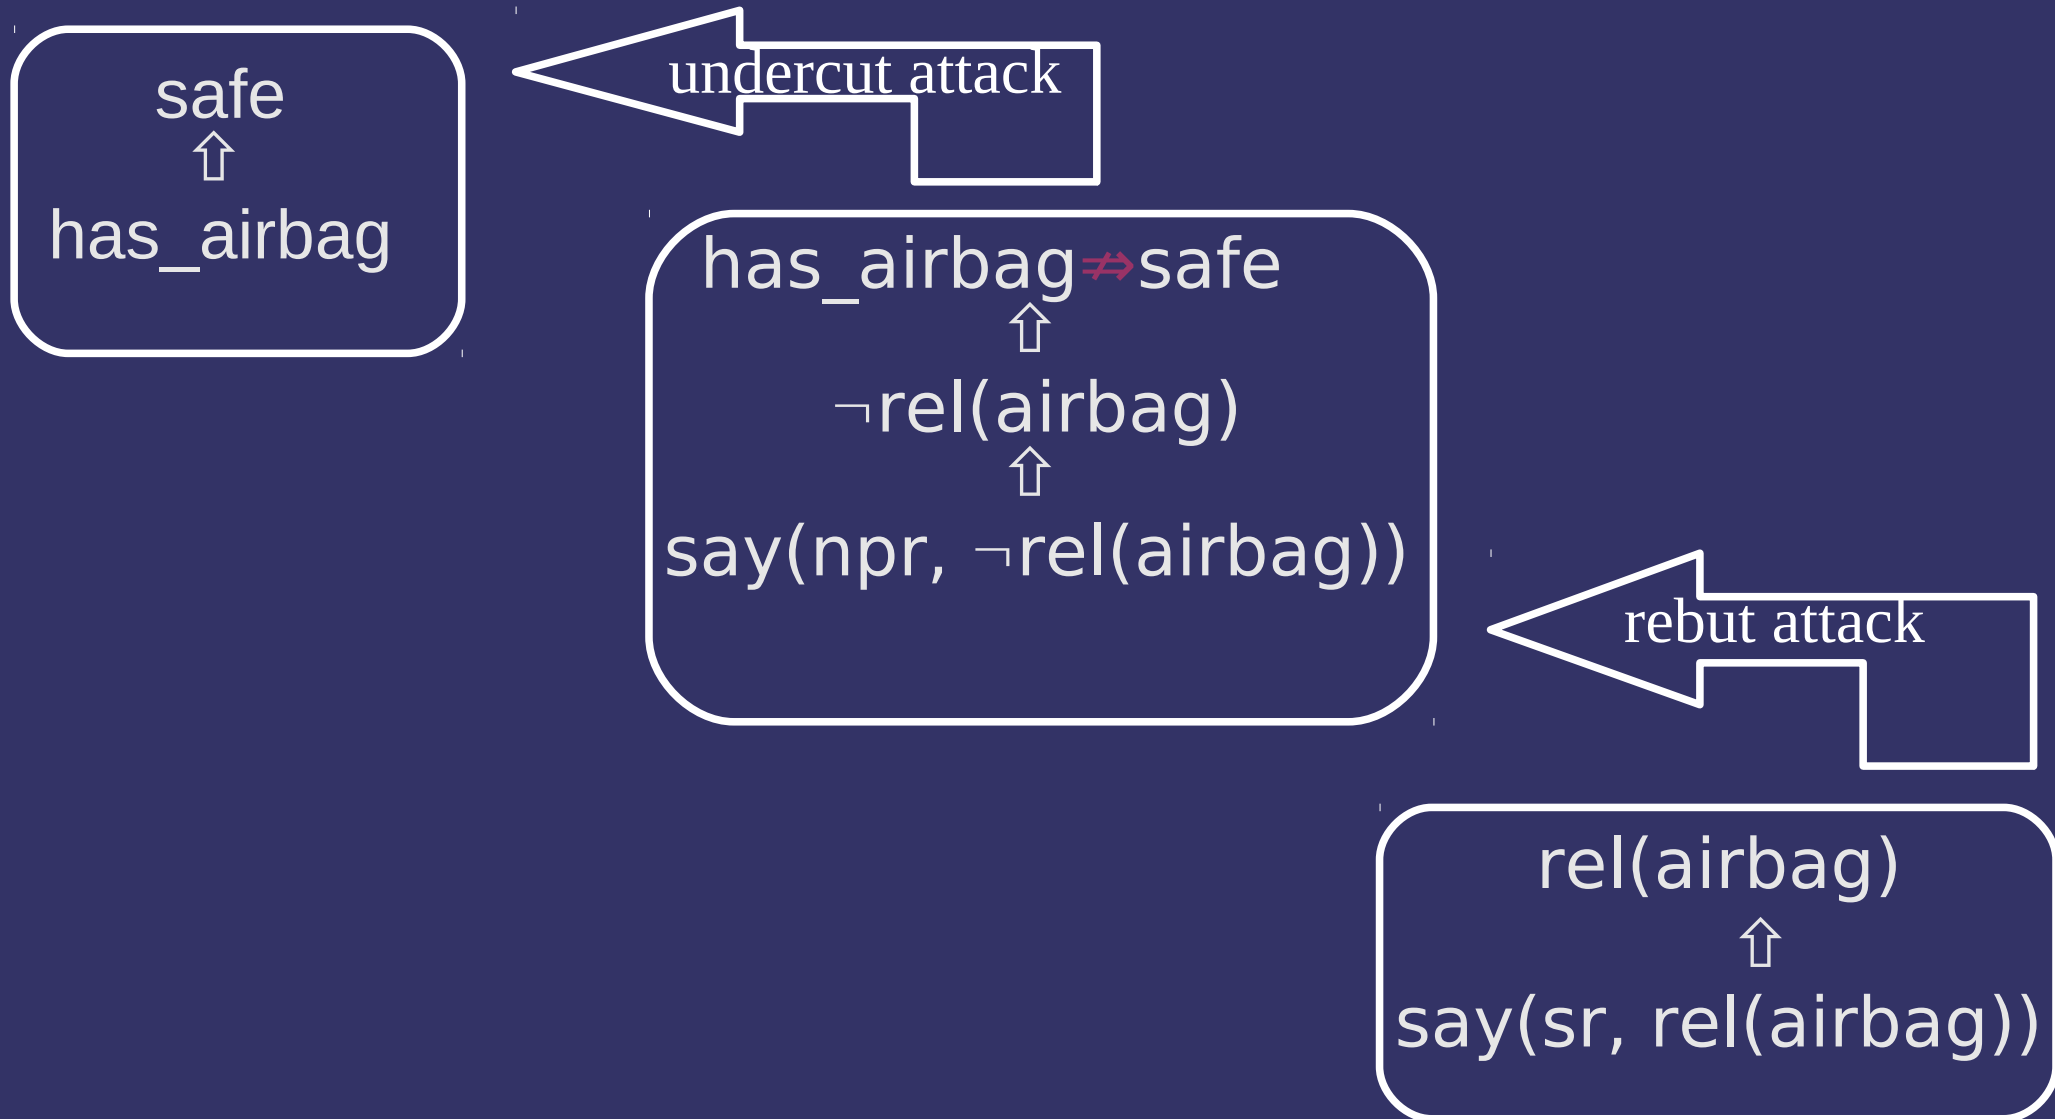 safe
⇧
has_airbag
undercut attack
has_airbag⇏safe
⇧
¬rel(airbag)
⇧
say(npr, ¬rel(airbag))
rebut attack
rel(airbag)
⇧
say(sr, rel(airbag))